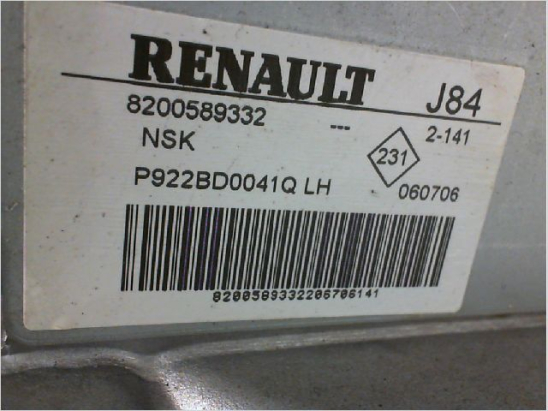 RENAULT J84
8200589332 --- 2-141
NSK 231
P922BD0041Q LH 060706
8200589332206706141